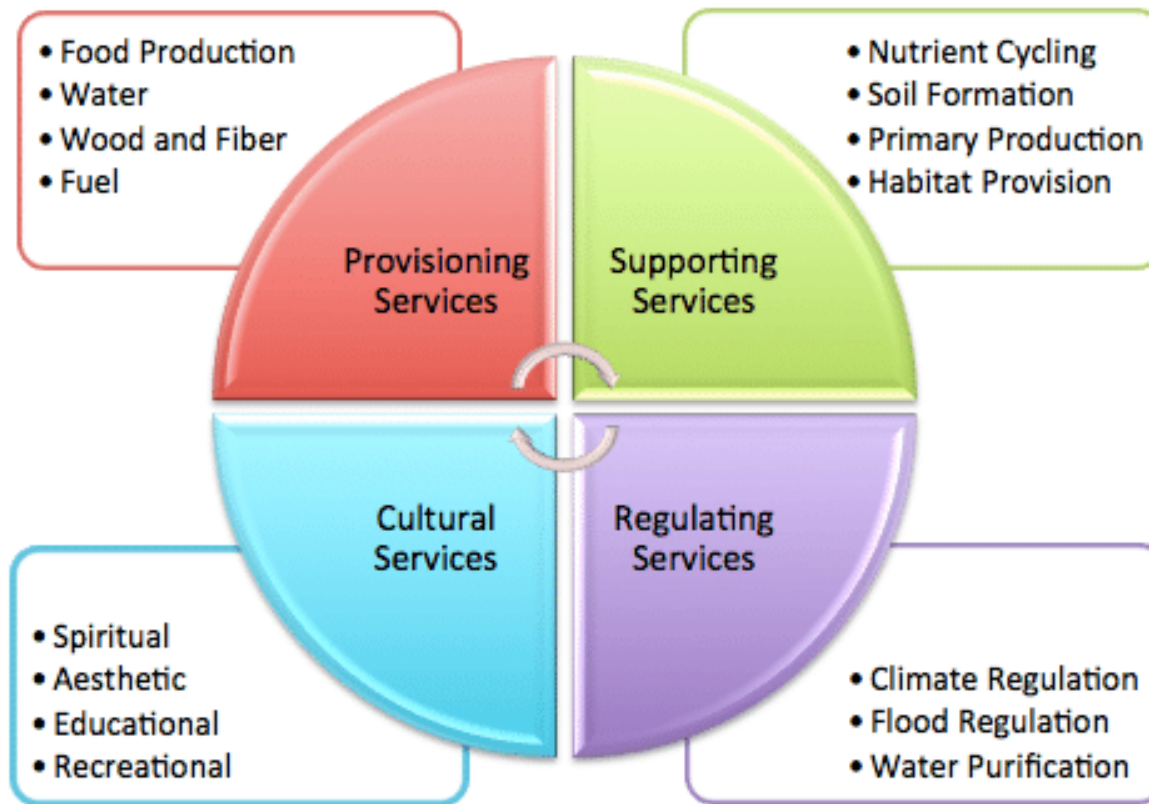 • Food Production
• Water
• Wood and Fiber
• Fuel
• Nutrient Cycling
• Soil Formation
• Primary Production
• Habitat Provision
Provisioning
Services
Supporting
Services
Cultural
Services
Regulating
Services
• Spiritual
• Aesthetic
• Educational
• Recreational
• Climate Regulation
• Flood Regulation
• Water Purification